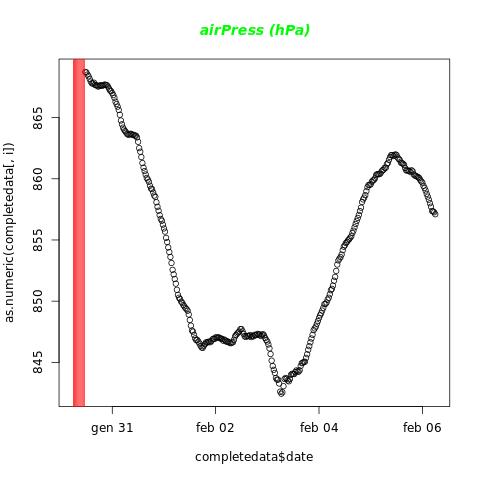 airPress (hPa)
as.numeric(completedata[, i])
865
860
855
850
845
gen 31
feb 02
feb 04
feb 06
completedata$date